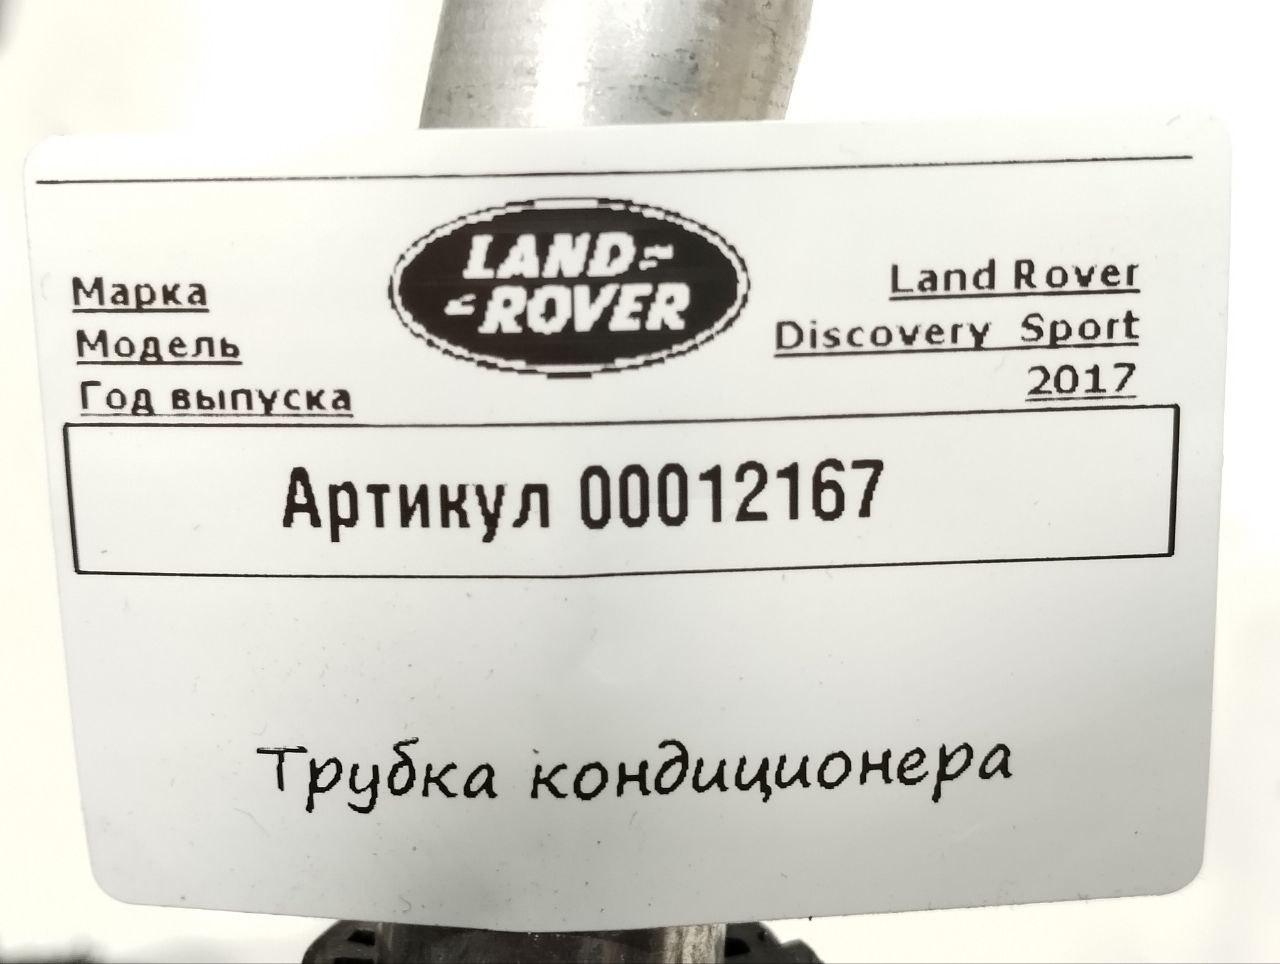 LAND
ROVER
Марка Land Rover
Модель Discovery Sport
Год выпуска 2017
Артикул 00012167
Трубка кондиционера